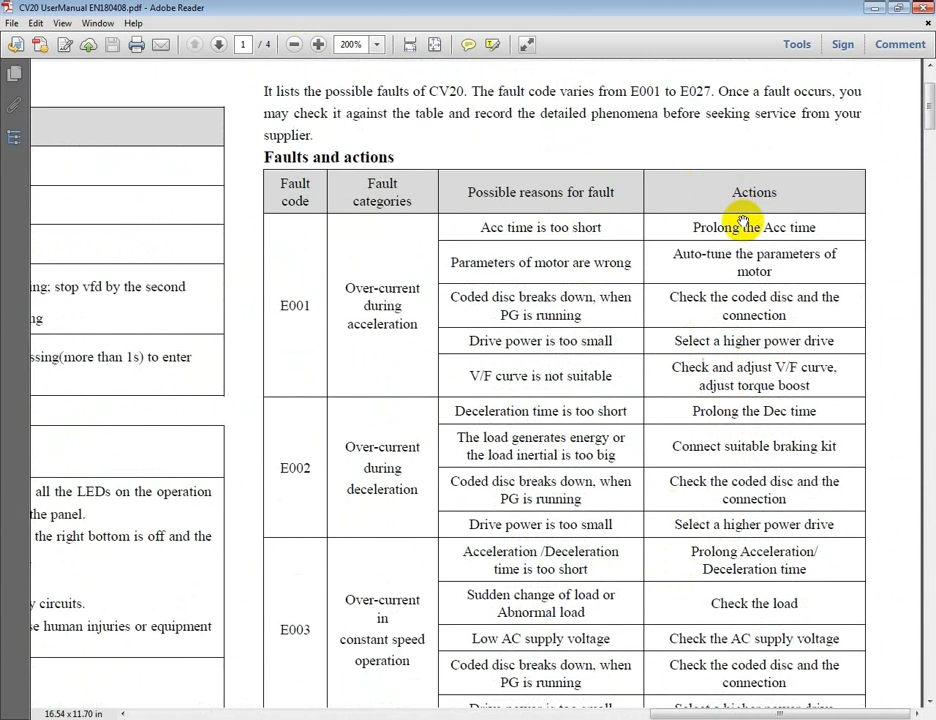 CV20 UserManual EN180408.pdf - Adobe Reader
File Edit View Window Help
1 / 4 200% Tools Sign Comment
It lists the possible faults of CV20. The fault code varies from E001 to E027. Once a fault occurs, you
may check it against the table and record the detailed phenomena before seeking service from your
supplier.
Faults and actions
Fault
code
Fault
categories
Possible reasons for fault
Actions
E001
Over-current
during
acceleration
Acc time is too short
Prolong the Acc time
Parameters of motor are wrong
Auto-tune the parameters of
motor
Coded disc breaks down, when
PG is running
Check the coded disc and the
connection
Drive power is too small
Select a higher power drive
V/F curve is not suitable
Check and adjust V/F curve,
adjust torque boost
E002
Over-current
during
deceleration
Deceleration time is too short
Prolong the Dec time
The load generates energy or
the load inertial is too big
Connect suitable braking kit
Coded disc breaks down, when
PG is running
Check the coded disc and the
connection
Drive power is too small
Select a higher power drive
E003
Over-current
in
constant speed
operation
Acceleration /Deceleration
time is too short
Prolong Acceleration/
Deceleration time
Sudden change of load or
Abnormal load
Check the load
Low AC supply voltage
Check the AC supply voltage
Coded disc breaks down, when
PG is running
Check the coded disc and the
connection
Drive power is too small
Select a higher power drive
ing; stop vfd by the second
ng
ssing(more than 1s) to enter
all the LEDs on the operation
the panel.
the right bottom is off and the
y circuits.
se human injuries or equipment
16.54 x 11.70 in